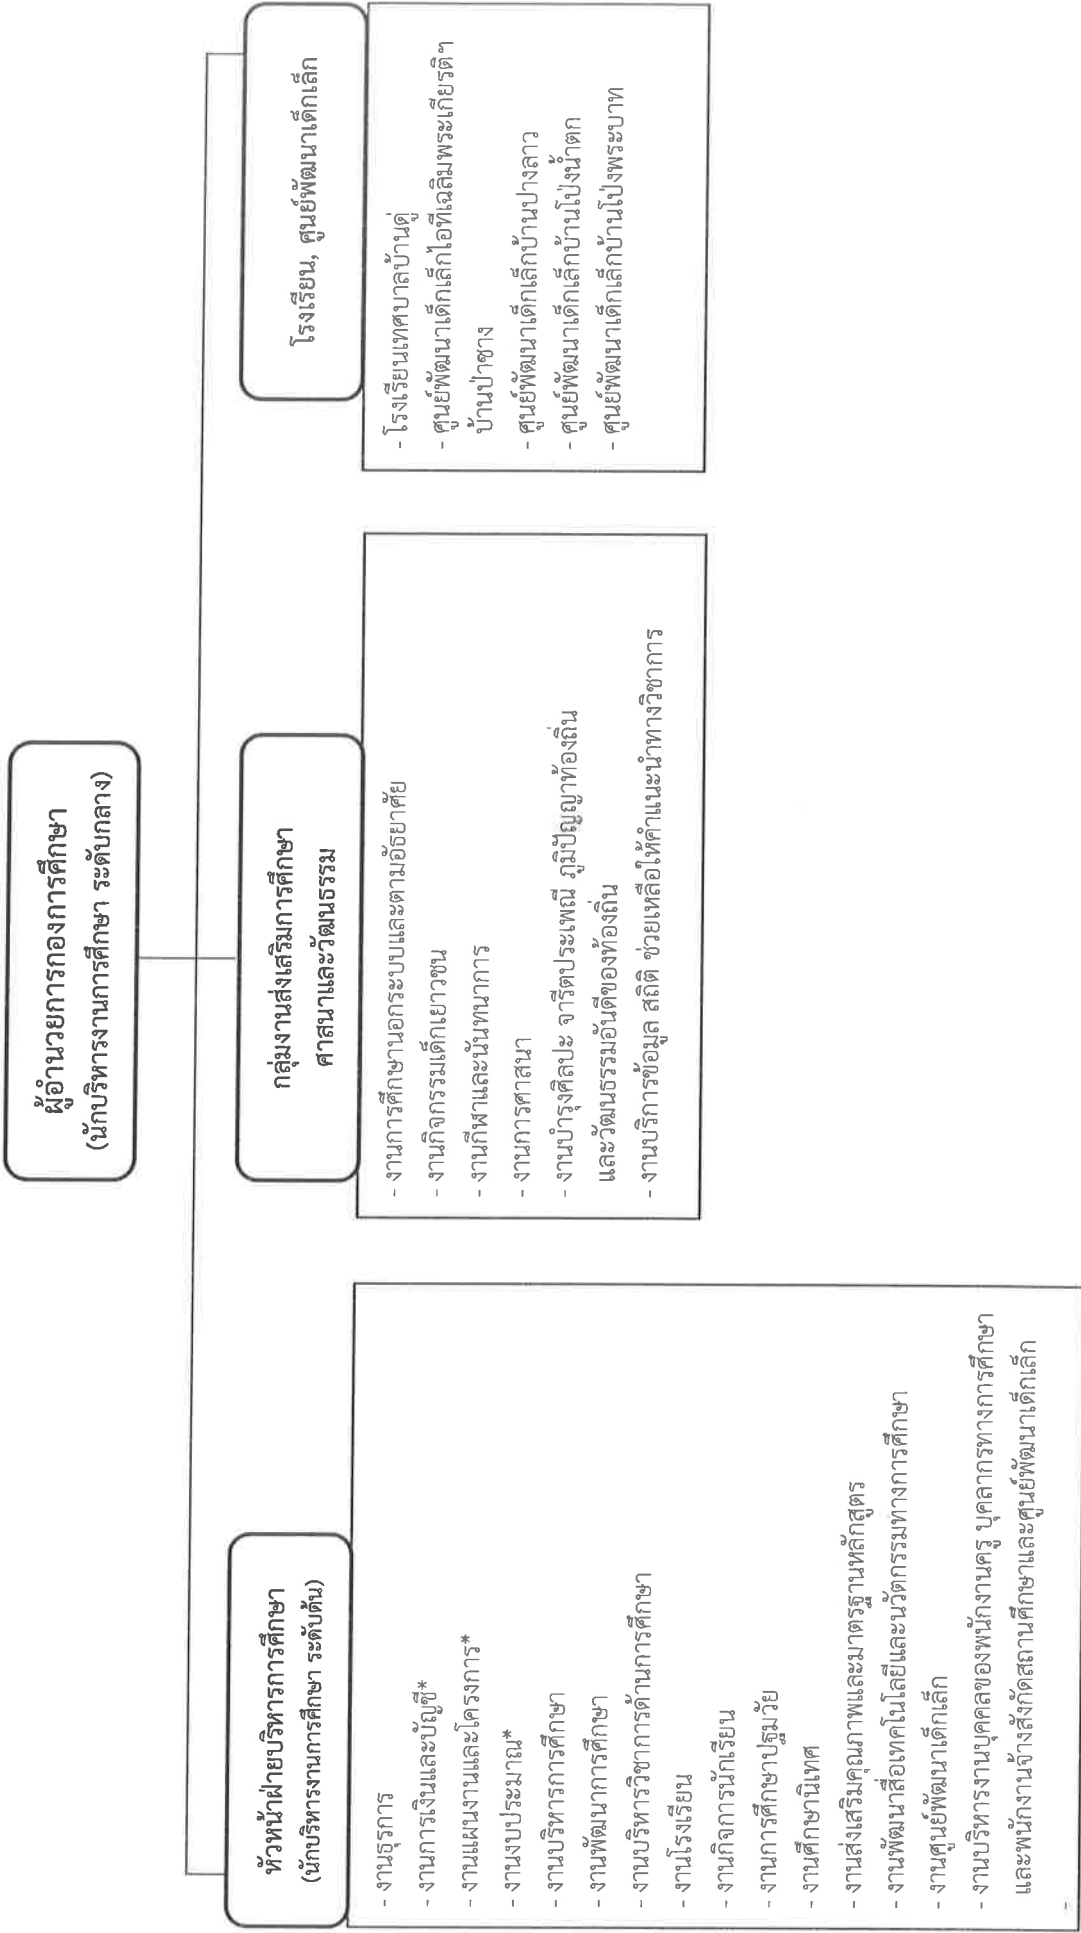 ผู้อำนวยการกองการศึกษา
(นักบริหารงานการศึกษา ระดับกลาง)
หัวหน้าฝ่ายบริหารการศึกษา
(นักบริหารงานการศึกษา ระดับต้น)
- งานธุรการ
- งานการเงินและบัญชี*
- งานแผนงานและโครงการ*
- งานงบประมาณ*
- งานบริหารการศึกษา
- งานพัฒนาการศึกษา
- งานบริหารวิชาการด้านการศึกษา
- งานโรงเรียน
- งานกิจการนักเรียน
- งานการศึกษาปฐมวัย
- งานศึกษานิเทศ
- งานส่งเสริมคุณภาพและมาตรฐานหลักสูตร
- งานพัฒนาสื่อเทคโนโลยีและนวัตกรรมทางการศึกษา
- งานศูนย์พัฒนาเด็กเล็ก
- งานบริหารงานบุคคลของพนักงานครู บุคลากรทางการศึกษา
และพนักงานจ้างสังกัดสถานศึกษาและศูนย์พัฒนาเด็กเล็ก
-
กลุ่มงานส่งเสริมการศึกษา
ศาสนาและวัฒนธรรม
- งานการศึกษานอกระบบและตามอัธยาศัย
- งานกิจกรรมเด็กเยาวชน
- งานกีฬาและนันทนาการ
- งานการศาสนา
- งานบำรุงศิลปะ จารีตประเพณี ภูมิปัญญาท้องถิ่น
และวัฒนธรรมอันดีของท้องถิ่น
- งานบริการข้อมูล สถิติ ช่วยเหลือให้คำแนะนำทางวิชาการ
โรงเรียน, ศูนย์พัฒนาเด็กเล็ก
- โรงเรียนเทศบาลบ้านดู่
- ศูนย์พัฒนาเด็กเล็กไอทีเฉลิมพระเกียรติฯ
บ้านป่าซาง
- ศูนย์พัฒนาเด็กเล็กบ้านปางลาว
- ศูนย์พัฒนาเด็กเล็กบ้านโป่งน้ำตก
- ศูนย์พัฒนาเด็กเล็กบ้านโป่งพระบาท